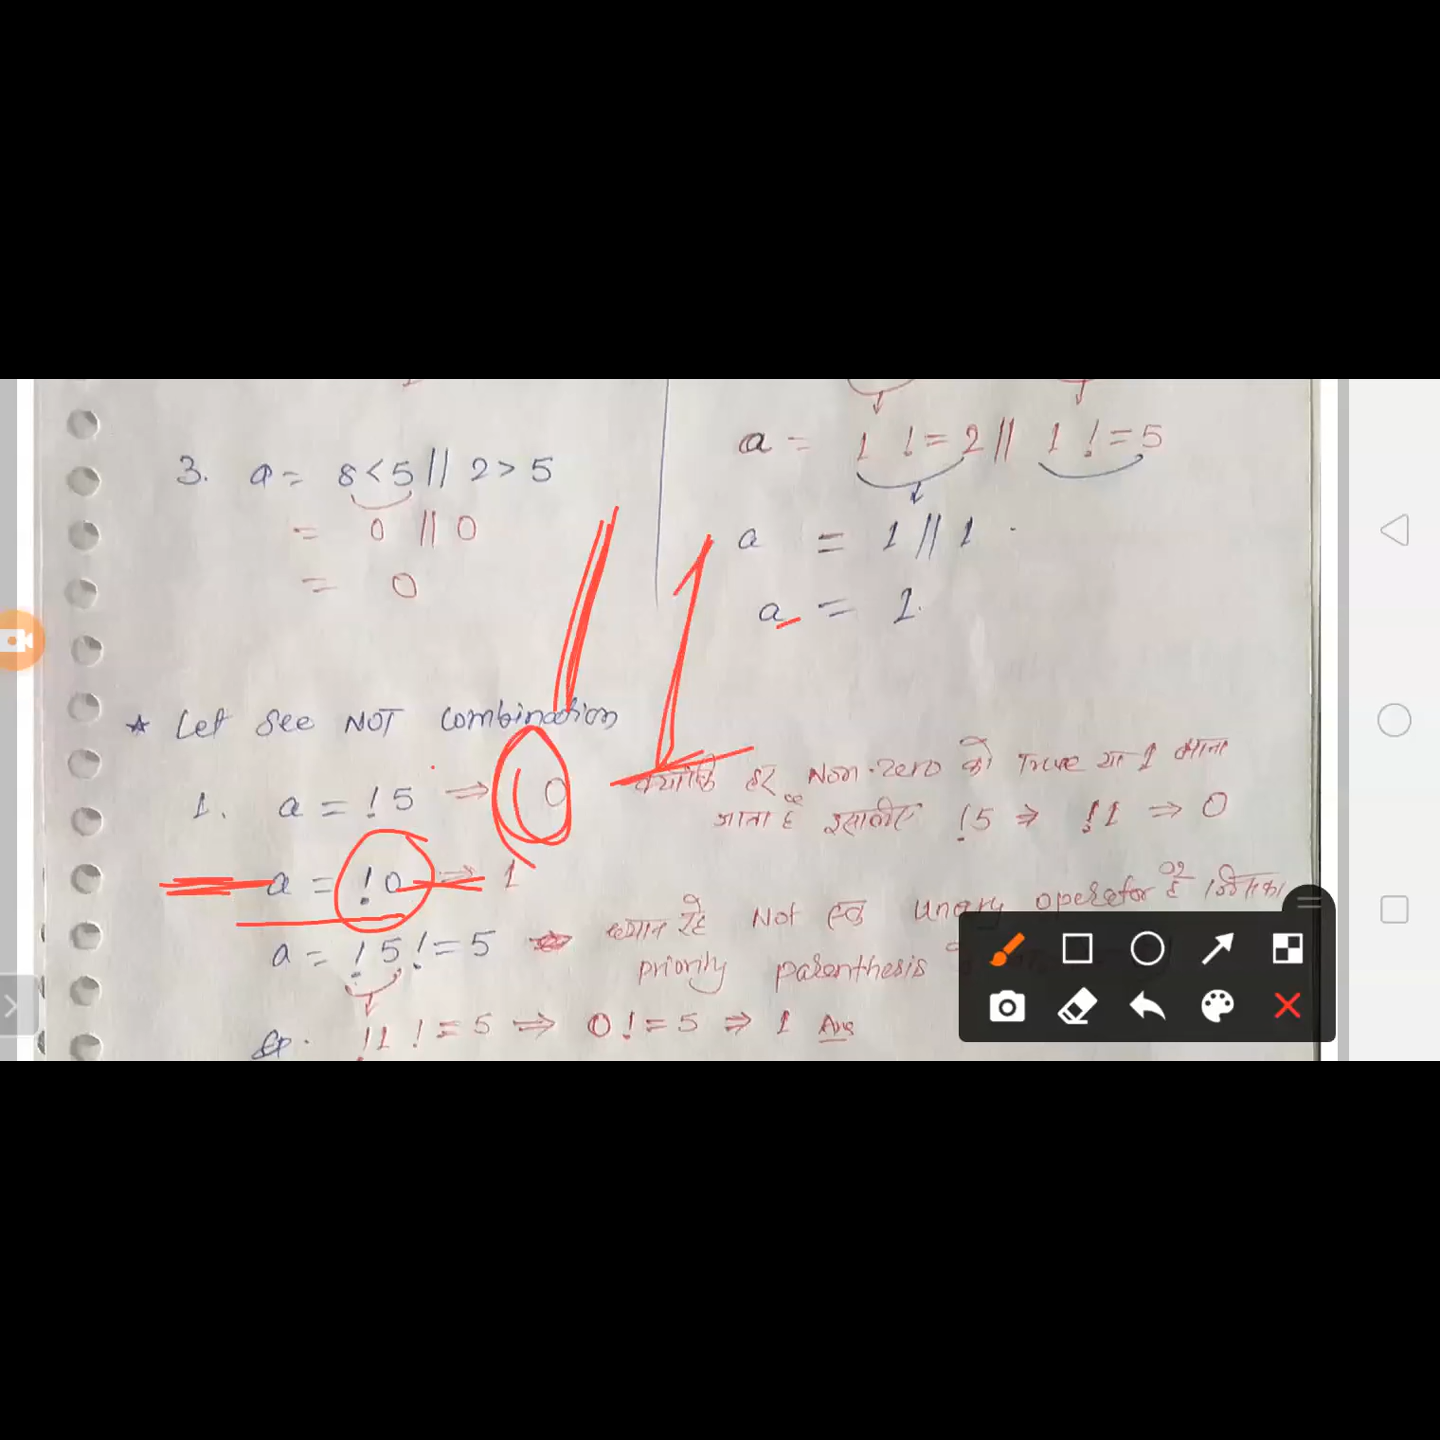 3. a = 8<5 || 2>5
= 0 || 0
= 0
a = 1 != 2 || 1 != 5
a = 1 || 1
a = 1.
* Let see NOT combination
1. a = !5 ⇒ 0
क्योंकि हर Non-zero को True या 1 माना
जाता है इसलिए !5 ⇒ !1 ⇒ 0
a = !0 ⇒ 1
a = !5 != 5
ध्यान रहे Not एक unary operator है जिसका
priority parenthesis
!1 != 5 ⇒ 0 != 5 ⇒ 1 Ans
1